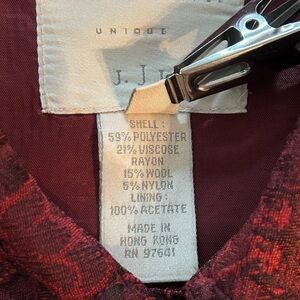 UNIQUE
SHELL :
59% POLYESTER
21% VISCOSE
RAYON
15% WOOL
5% NYLON
LINING :
100% ACETATE
MADE IN
HONG KONG
RN 97641